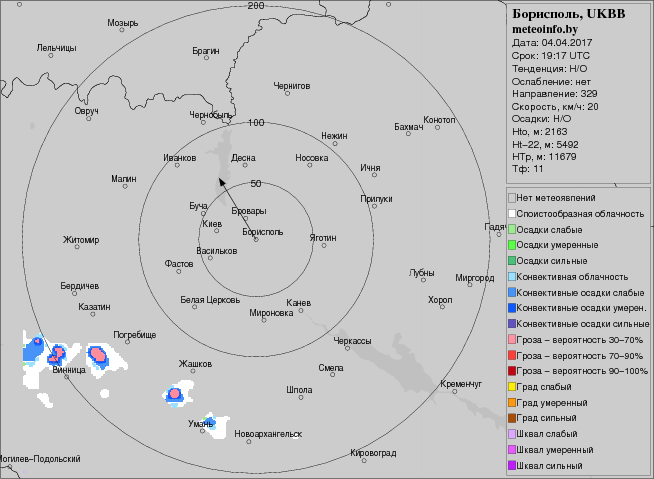 Борисполь, UKBB
meteoinfo.by
Дата: 04.04.2017
Срок: 19:17 UTC
Тенденция: Н/О
Ослабление: нет
Направление: 329
Скорость, км/ч: 20
Осадки: Н/О
Hto, м: 2163
Ht-22, м: 5492
HTр, м: 11679
Тф: 11
Нет метеоявлений
Слоистообразная облачность
Осадки слабые
Осадки умеренные
Осадки сильные
Конвективная облачность
Конвективные осадки слабые
Конвективные осадки умерен.
Конвективные осадки сильные
Гроза – вероятность 30–70%
Гроза – вероятность 70–90%
Гроза – вероятность 90–100%
Град слабый
Град умеренный
Град сильный
Шквал слабый
Шквал умеренный
Шквал сильный
200
Мозырь
Лельчицы
Брагин
Чернигов
Овруч
Чернобыль
100
Конотоп
Бахмач
Нежин
Иванков
Десна
Носовка
Ичня
Малин
50
Прилуки
Буча
Бровары
Киев
Борисполь
Гадя
Житомир
Яготин
Васильков
Фастов
Лубны
Миргород
Бердичев
Белая Церковь
Канев
Хорол
Казатин
Мироновка
Погребище
Черкассы
Винница
Жашков
Смела
Шпола
Кременчуг
Умань
Новоархангельск
Кировоград
Могилев–Подольский